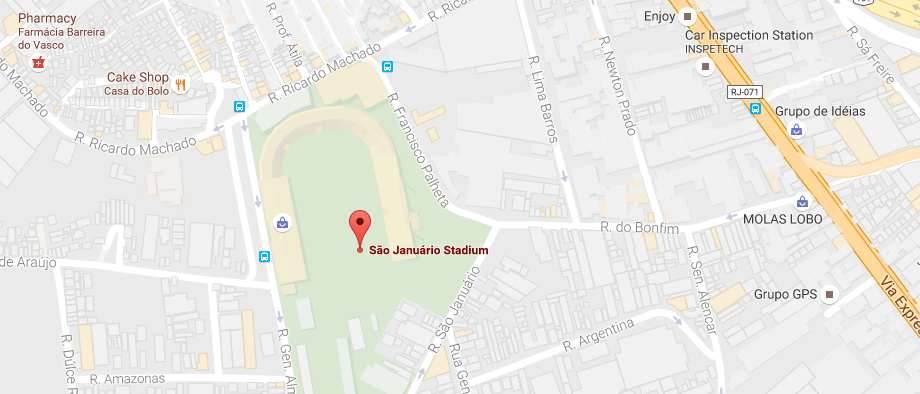 Pharmacy
Farmácia Barreira
do Vasco
Cake Shop
Casa do Bolo
R. Prof. Átila
R. Ricardo Machado
R. Ricardo Machado
Machado
R. Ricardo
R. Francisco Palheta
R. Lima Barros
R. Newton Prado
Enjoy
Car Inspection Station
INSPETECH
RJ-071
101
R. Sá Freire
Grupo de Idéias
MOLAS LOBO
R. do Bonfim
São Januário Stadium
R. São Januário
R. Sen. Alencar
Grupo GPS
Via Expre
de Araújo
R. Dulce R
R. Amazonas
R. Gen. Alm
R. Argentina
Rua Gen